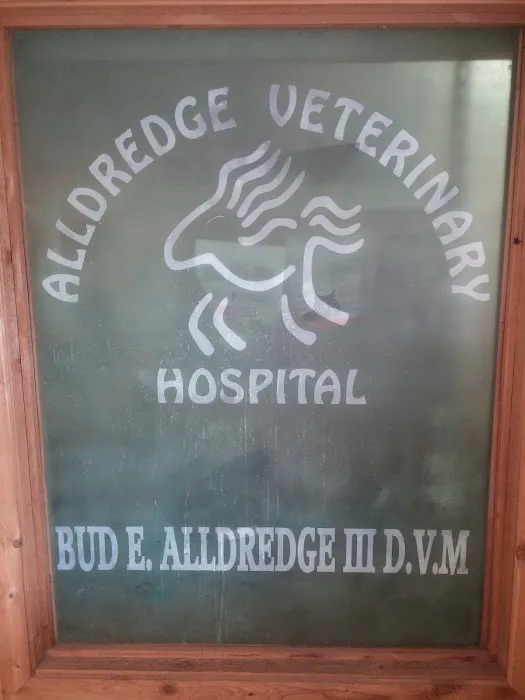 ALLDREDGE VETERINARY
HOSPITAL
BUD E. ALLDREDGE III D.V.M